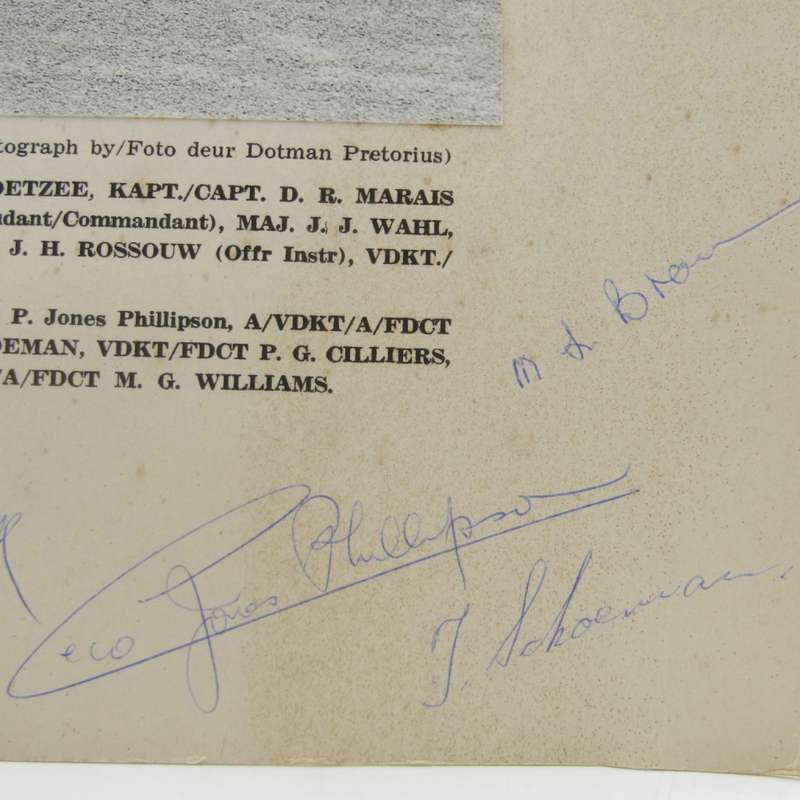 tograph by/Foto deur Dotman Pretorius)
OETZEE, KAPT./CAPT. D. R. MARAIS
dant/Commandant), MAJ. J. J. WAHL,
J. H. ROSSOUW (Offr Instr), VDKT./
P. Jones Phillipson, A/VDKT/A/FDCT
DEMAN, VDKT/FDCT P. G. CILLIERS,
/A/FDCT M. G. WILLIAMS.
M L Brown
Jones Phillipson
J. Schoeman.